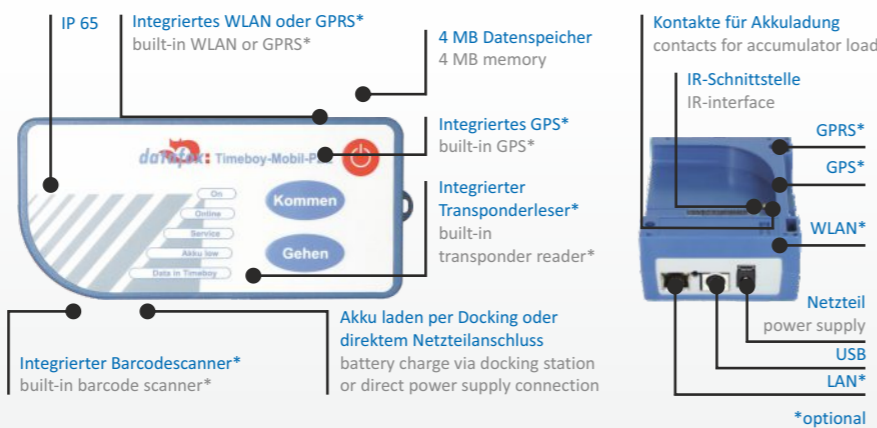 IP 65
Integriertes WLAN oder GPRS*
built-in WLAN or GPRS*
4 MB Datenspeicher
4 MB memory
Integriertes GPS*
built-in GPS*
Integrierter
Transponderleser*
built-in
transponder reader*
datafox: Timeboy-Mobil-P
On
Online
Service
Akku low
Data in Timeboy
Kommen
Gehen
Integrierter Barcodescanner*
built-in barcode scanner*
Akku laden per Docking oder
direktem Netzteilanschluss
battery charge via docking station
or direct power supply connection
Kontakte für Akkuladung
contacts for accumulator load
IR-Schnittstelle
IR-interface
GPRS*
GPS*
WLAN*
Netzteil
power supply
USB
LAN*
*optional